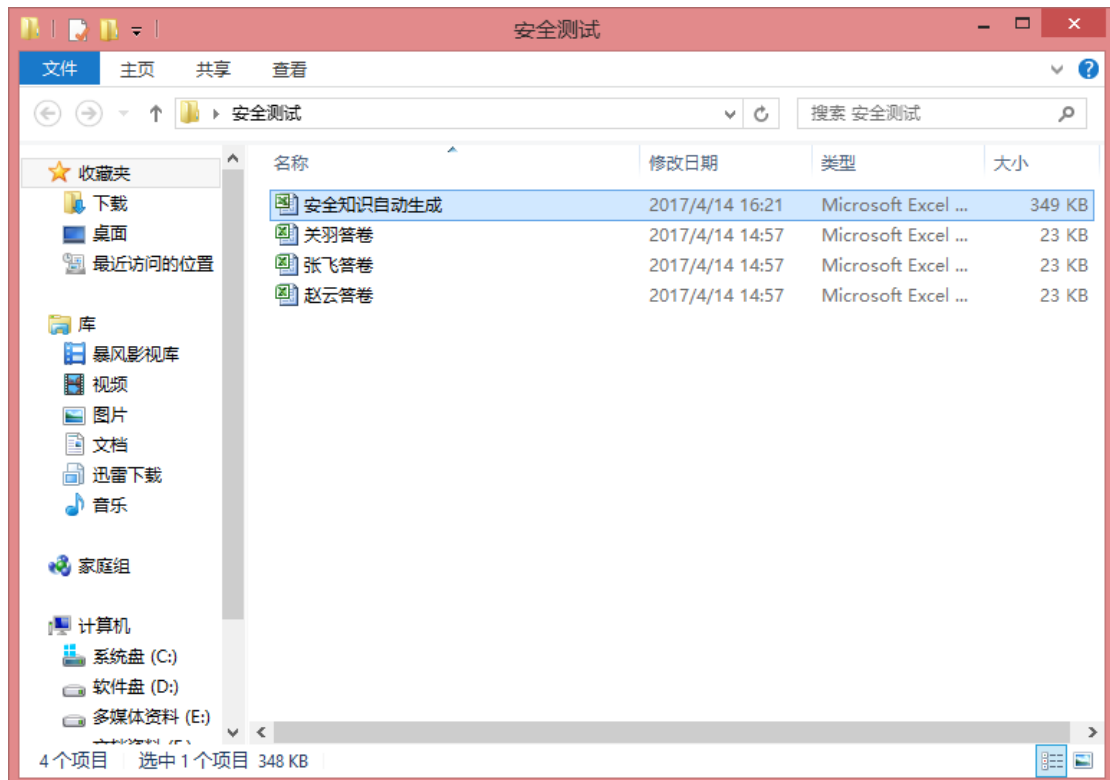 安全测试
文件 主页 共享 查看
安全测试 搜索 安全测试
名称 修改日期 类型 大小
安全知识自动生成 2017/4/14 16:21 Microsoft Excel ... 349 KB
关羽答卷 2017/4/14 14:57 Microsoft Excel ... 23 KB
张飞答卷 2017/4/14 14:57 Microsoft Excel ... 23 KB
赵云答卷 2017/4/14 14:57 Microsoft Excel ... 23 KB
收藏夹
下载
桌面
最近访问的位置
库
暴风影视库
视频
图片
文档
迅雷下载
音乐
家庭组
计算机
系统盘 (C:)
软件盘 (D:)
多媒体资料 (E:)
4 个项目 选中 1 个项目 348 KB